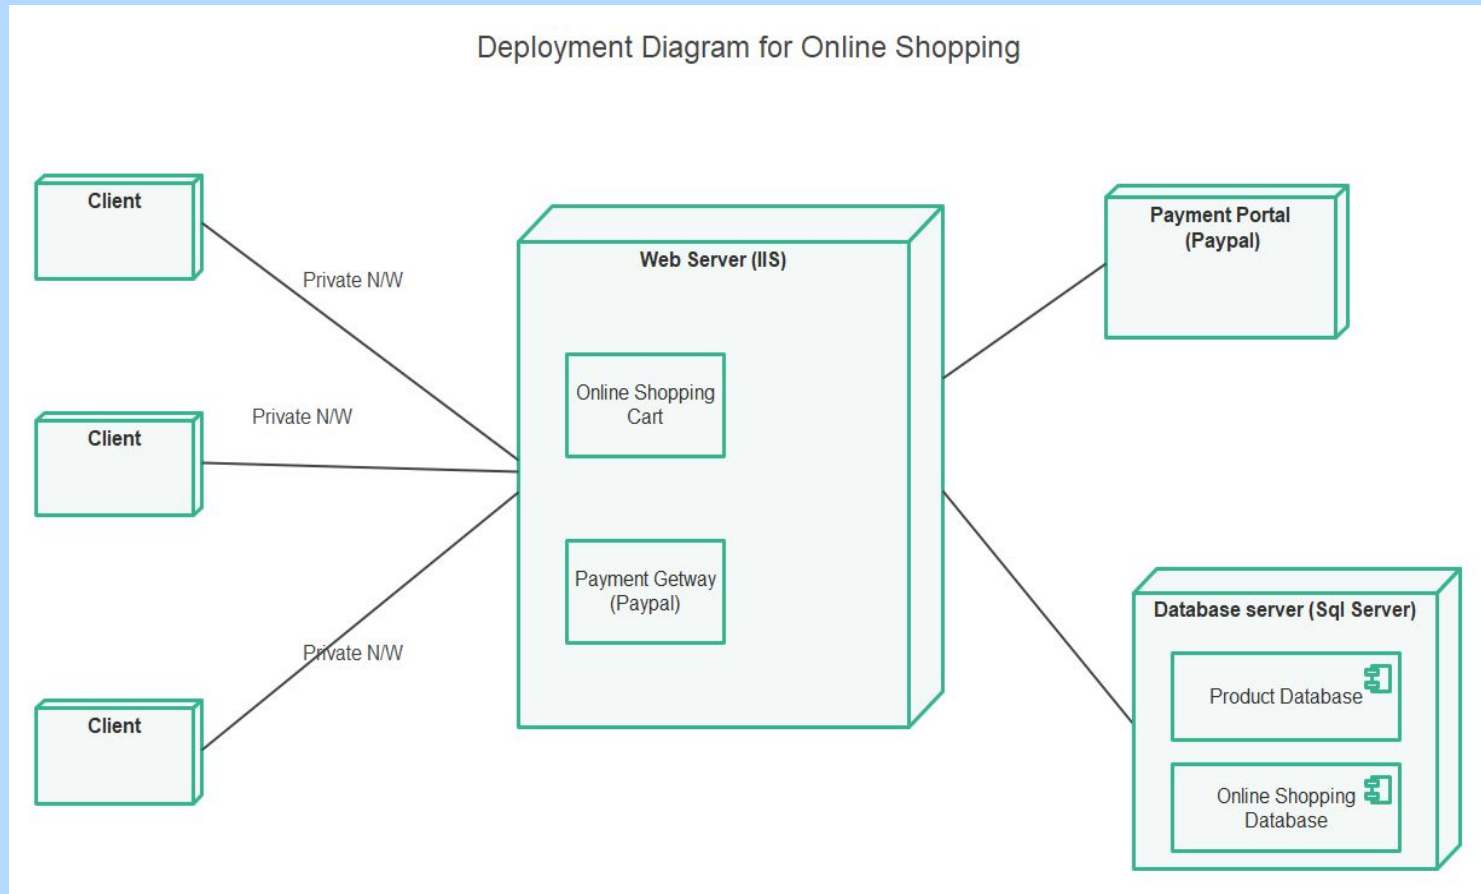 Deployment Diagram for Online Shopping
Client
Private N/W
Client
Private N/W
Client
Private N/W
Web Server (IIS)
Online Shopping
Cart
Payment Getway
(Paypal)
Payment Portal
(Paypal)
Database server (Sql Server)
Product Database
Online Shopping
Database